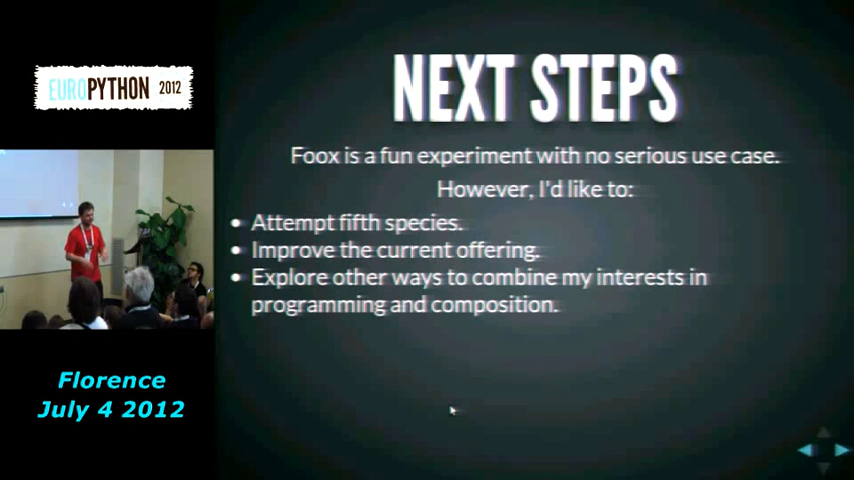 EUROPYTHON 2012
NEXT STEPS
Foox is a fun experiment with no serious use case.
However, I'd like to:
• Attempt fifth species.
• Improve the current offering.
• Explore other ways to combine my interests in
programming and composition.
Florence
July 4 2012